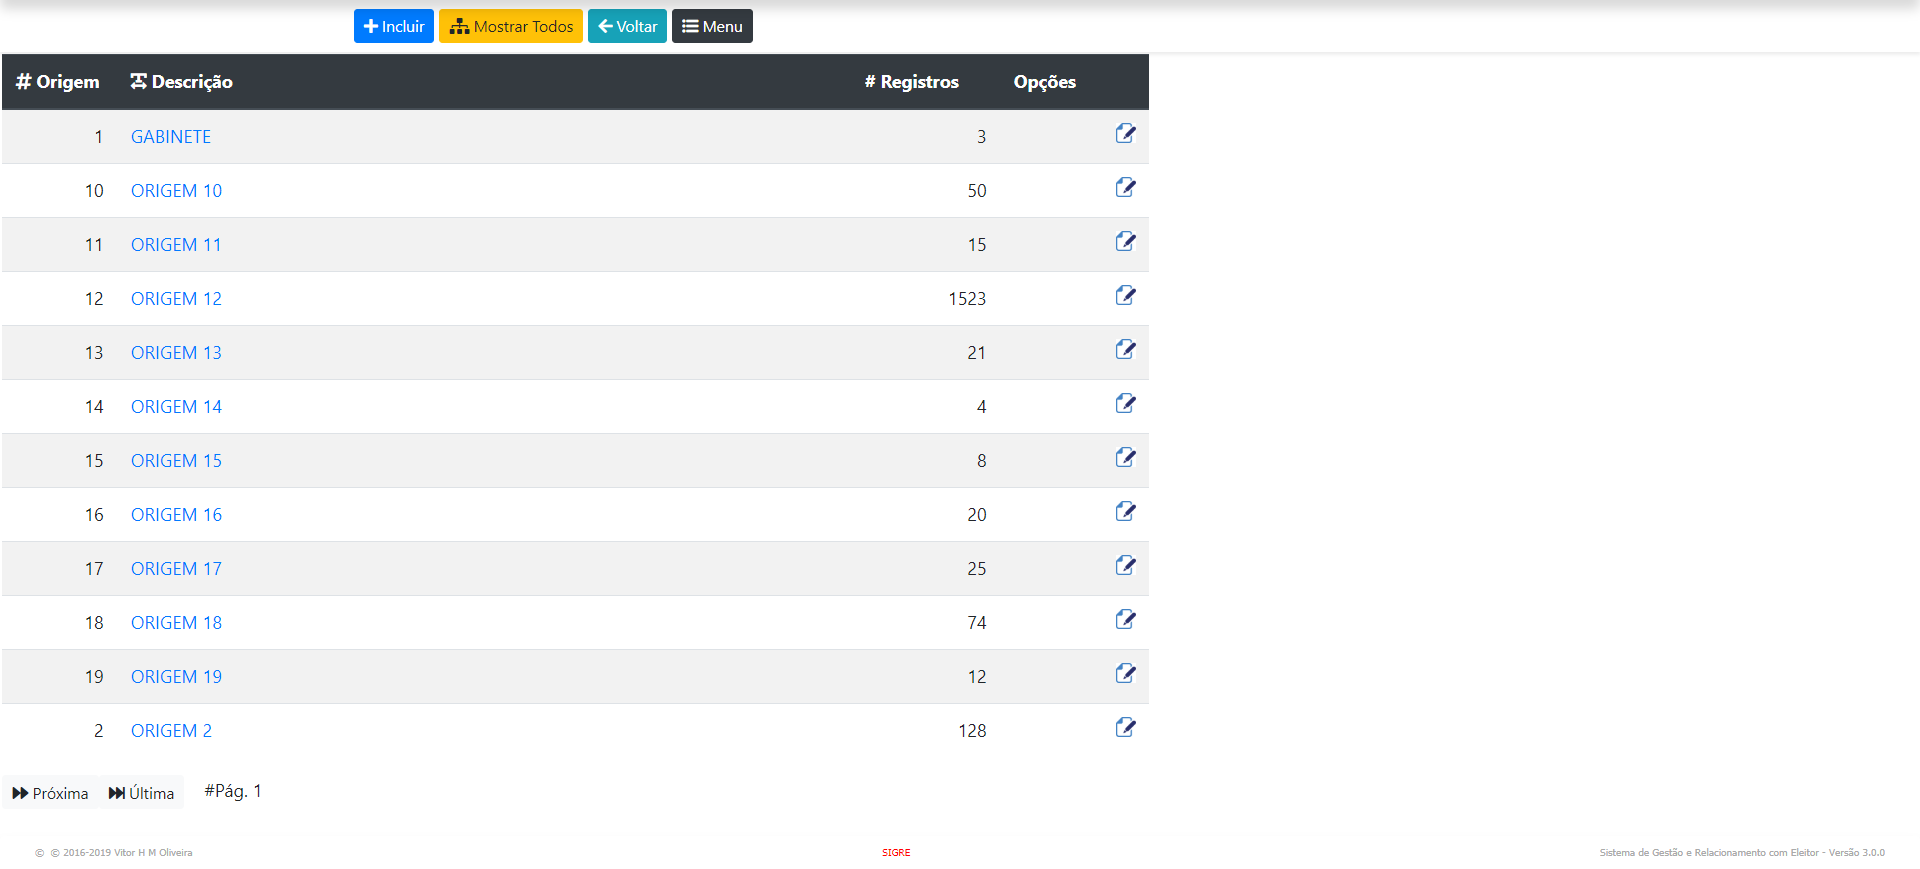 Incluir Mostrar Todos Voltar Menu
# Origem Descrição # Registros Opções
1 GABINETE 3
10 ORIGEM 10 50
11 ORIGEM 11 15
12 ORIGEM 12 1523
13 ORIGEM 13 21
14 ORIGEM 14 4
15 ORIGEM 15 8
16 ORIGEM 16 20
17 ORIGEM 17 25
18 ORIGEM 18 74
19 ORIGEM 19 12
2 ORIGEM 2 128
Próxima Última #Pág. 1
© © 2016-2019 Vitor H M Oliveira SIGRE Sistema de Gestão e Relacionamento com Eleitor - Versão 3.0.0